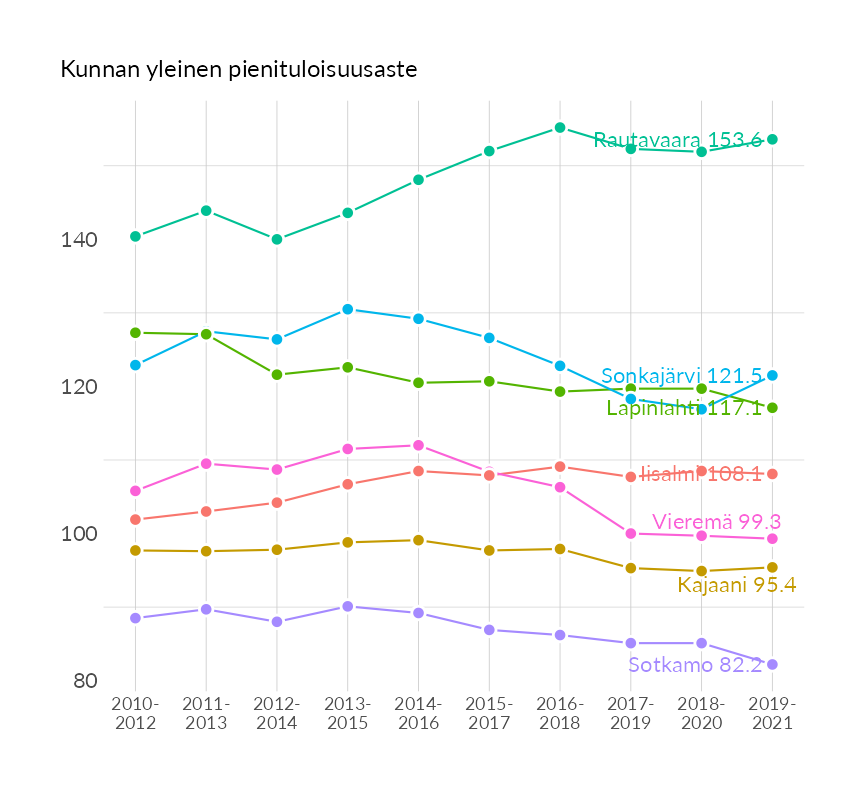 Kunnan yleinen pienituloisuusaste
Rautavaara 153.6
140
Sonkajärvi 121.5
120
Lapinlahti 117.1
Iisalmi 108.1
Vieremä 99.3
100
Kajaani 95.4
Sotkamo 82.2
80
2010- 2011- 2012- 2013- 2014- 2015- 2016- 2017- 2018- 2019-
2012 2013 2014 2015 2016 2017 2018 2019 2020 2021